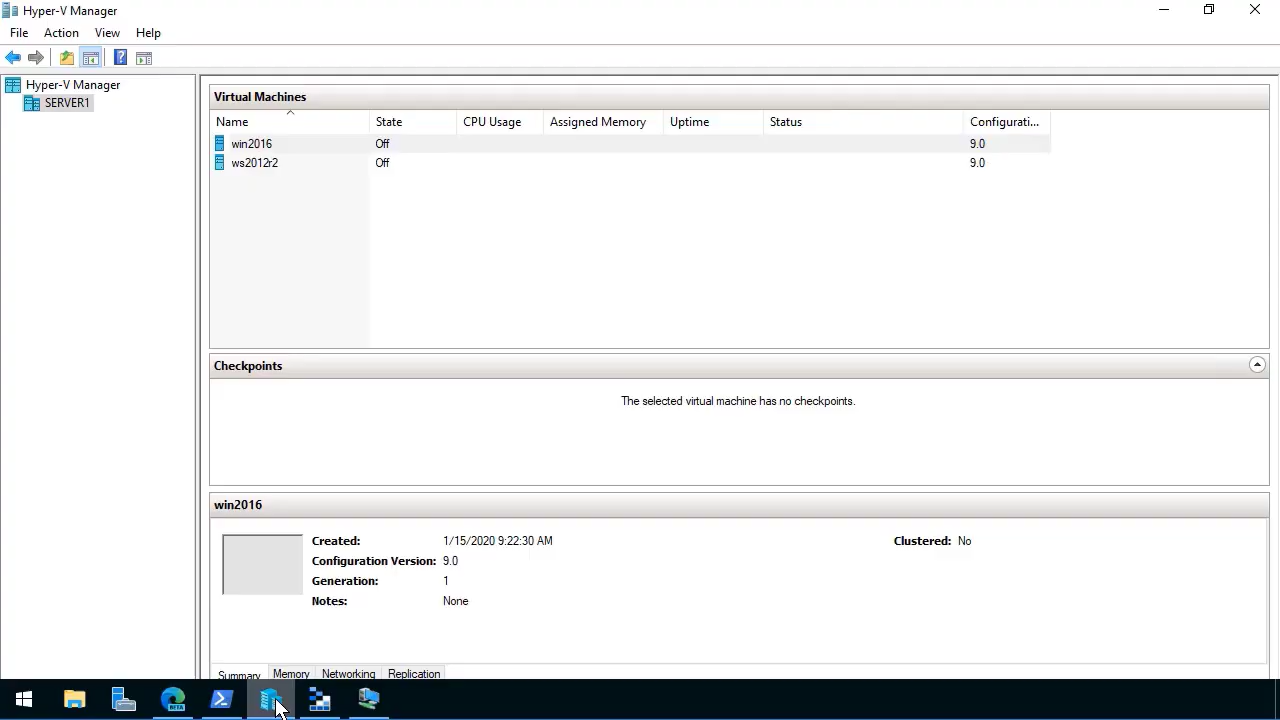 Hyper-V Manager
File Action View Help
Hyper-V Manager
SERVER1
Virtual Machines
Name State CPU Usage Assigned Memory Uptime Status Configurati...
win2016 Off 9.0
ws2012r2 Off 9.0
Checkpoints
The selected virtual machine has no checkpoints.
win2016
Created: 1/15/2020 9:22:30 AM Clustered: No
Configuration Version: 9.0
Generation: 1
Notes: None
Summary Memory Networking Replication
BETA